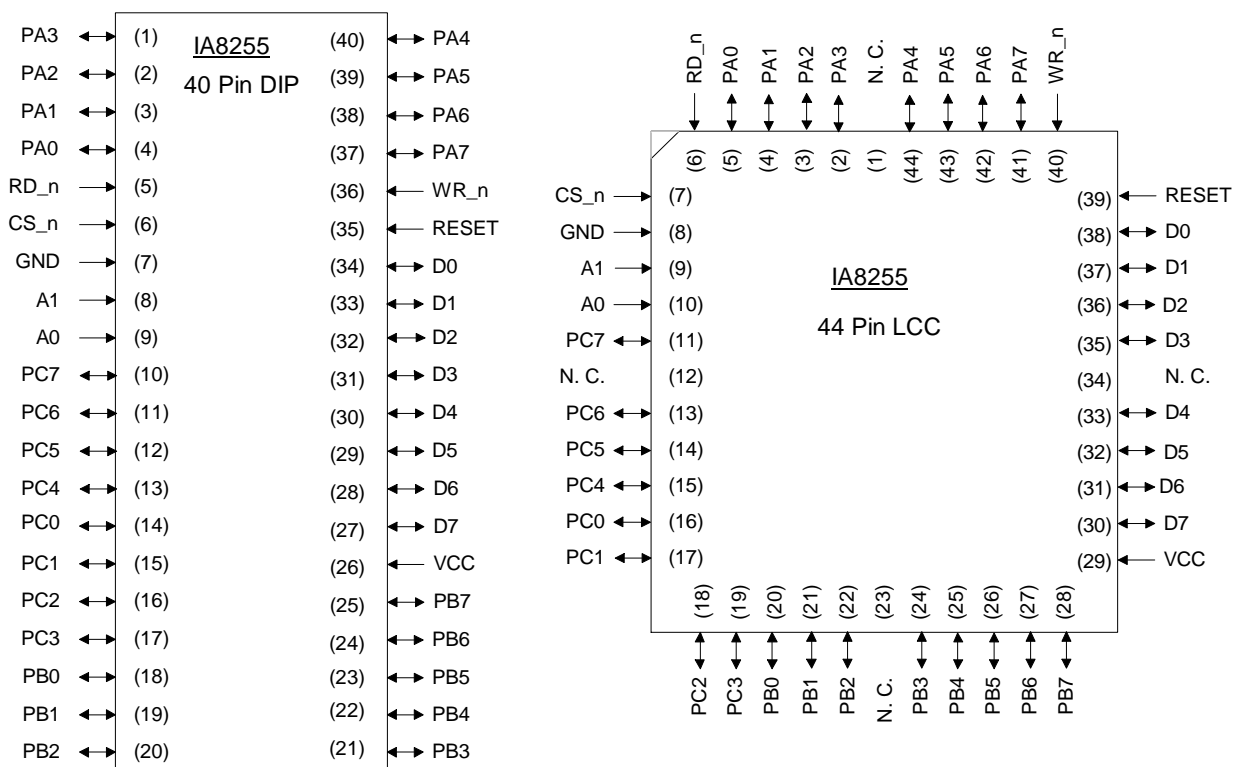 IA8255
40 Pin DIP
PA3 (1) (40) PA4
PA2 (2) (39) PA5
PA1 (3) (38) PA6
PA0 (4) (37) PA7
RD_n (5) (36) WR_n
CS_n (6) (35) RESET
GND (7) (34) D0
A1 (8) (33) D1
A0 (9) (32) D2
PC7 (10) (31) D3
PC6 (11) (30) D4
PC5 (12) (29) D5
PC4 (13) (28) D6
PC0 (14) (27) D7
PC1 (15) (26) VCC
PC2 (16) (25) PB7
PC3 (17) (24) PB6
PB0 (18) (23) PB5
PB1 (19) (22) PB4
PB2 (20) (21) PB3
RD_n PA0 PA1 PA2 PA3 N. C. PA4 PA5 PA6 PA7 WR_n
(6) (5) (4) (3) (2) (1) (44) (43) (42) (41) (40)
CS_n (7) (39) RESET
GND (8) (38) D0
A1 (9) (37) D1
IA8255
A0 (10) (36) D2
44 Pin LCC
PC7 (11) (35) D3
N. C. (12) (34) N. C.
PC6 (13) (33) D4
PC5 (14) (32) D5
PC4 (15) (31) D6
PC0 (16) (30) D7
PC1 (17) (29) VCC
(18) (19) (20) (21) (22) (23) (24) (25) (26) (27) (28)
PC2 PC3 PB0 PB1 PB2 N. C. PB3 PB4 PB5 PB6 PB7